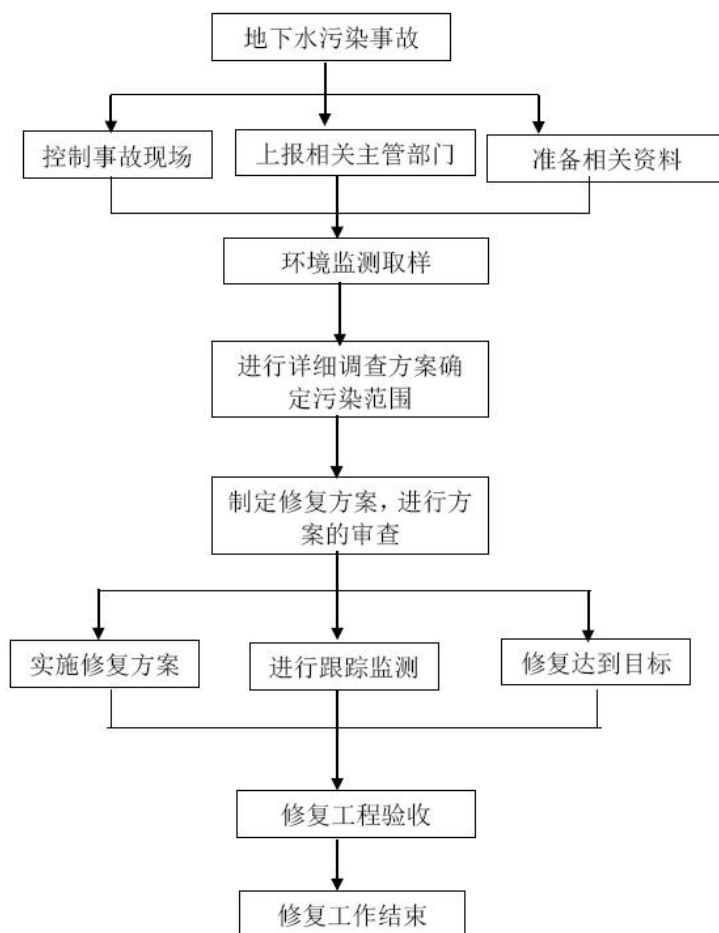 地下水污染事故
控制事故现场
上报相关主管部门
准备相关资料
环境监测取样
进行详细调查方案确
定污染范围
制定修复方案，进行方
案的审查
实施修复方案
进行跟踪监测
修复达到目标
修复工程验收
修复工作结束